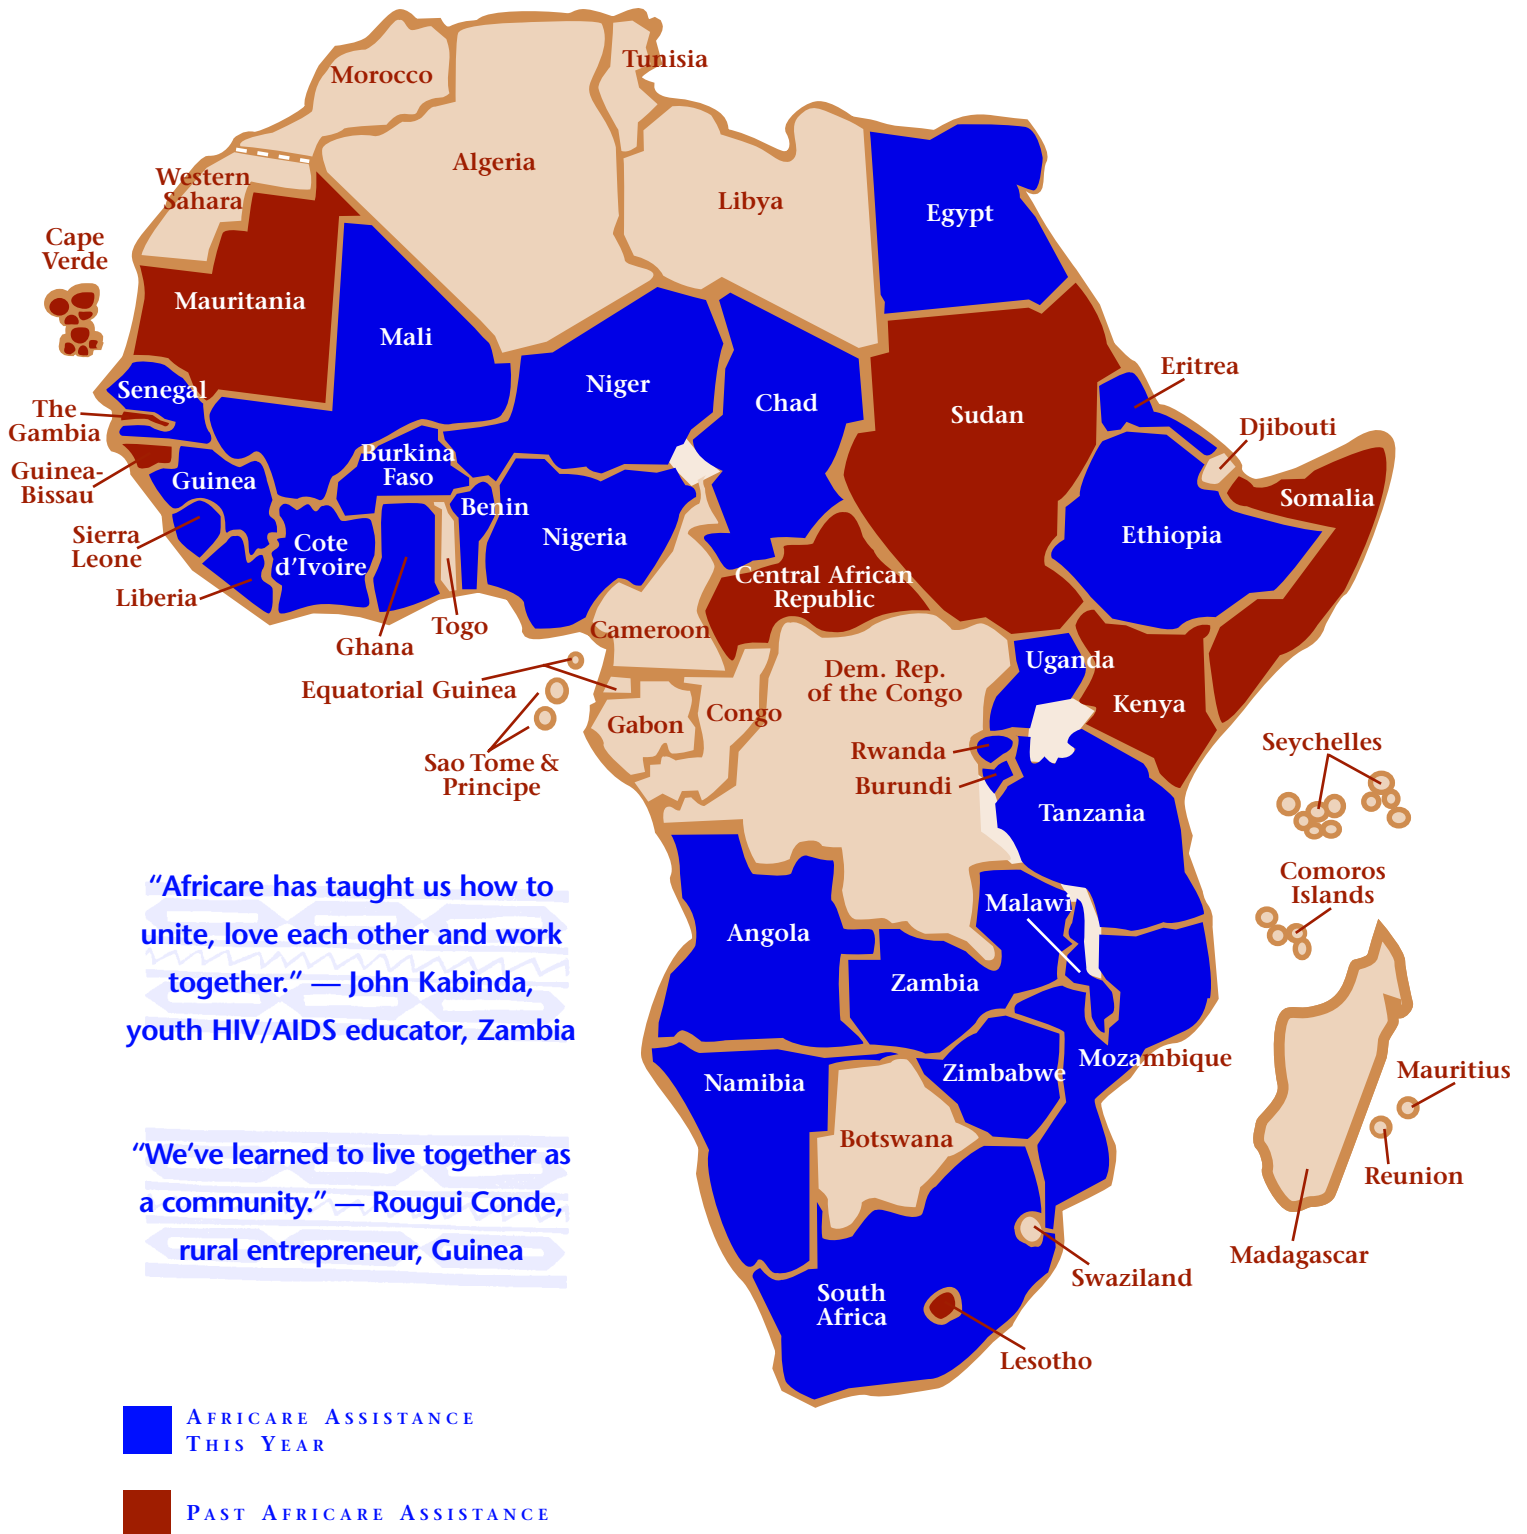 Morocco
Tunisia
Algeria
Western
Sahara
Libya
Egypt
Cape
Verde
Mauritania
Mali
Niger
Chad
Sudan
Eritrea
Senegal
The
Gambia
Djibouti
Guinea-
Bissau
Guinea
Burkina
Faso
Benin
Nigeria
Ethiopia
Somalia
Sierra
Leone
Cote
d’Ivoire
Liberia
Ghana
Togo
Central African
Republic
Cameroon
Equatorial Guinea
Gabon
Congo
Dem. Rep.
of the Congo
Uganda
Kenya
Sao Tome &
Principe
Rwanda
Burundi
Tanzania
Seychelles
Comoros
Islands
“Africare has taught us how to
unite, love each other and work
together.” — John Kabinda,
youth HIV/AIDS educator, Zambia
Angola
Malawi
Zambia
Mozambique
Zimbabwe
Namibia
Botswana
Mauritius
Reunion
Madagascar
“We’ve learned to live together as
a community.” — Rougui Conde,
rural entrepreneur, Guinea
Swaziland
South
Africa
Lesotho
AFRICARE ASSISTANCE
THIS YEAR
PAST AFRICARE ASSISTANCE